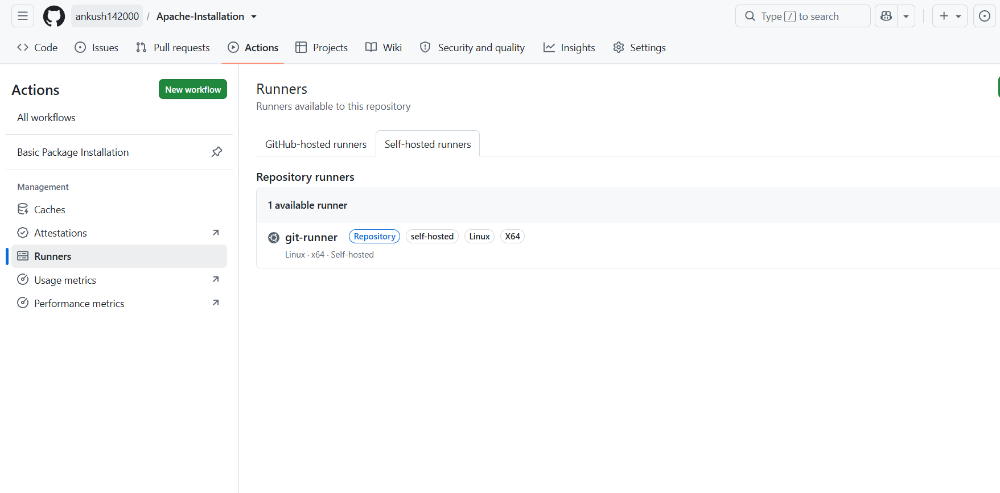 ankush142000 / Apache-Installation
Type / to search
Code Issues Pull requests Actions Projects Wiki Security and quality Insights Settings
Actions
New workflow
All workflows
Basic Package Installation
Management
Caches
Attestations
Runners
Usage metrics
Performance metrics
Runners
Runners available to this repository
GitHub-hosted runners Self-hosted runners
Repository runners
1 available runner
git-runner Repository self-hosted Linux X64
Linux · x64 · Self-hosted